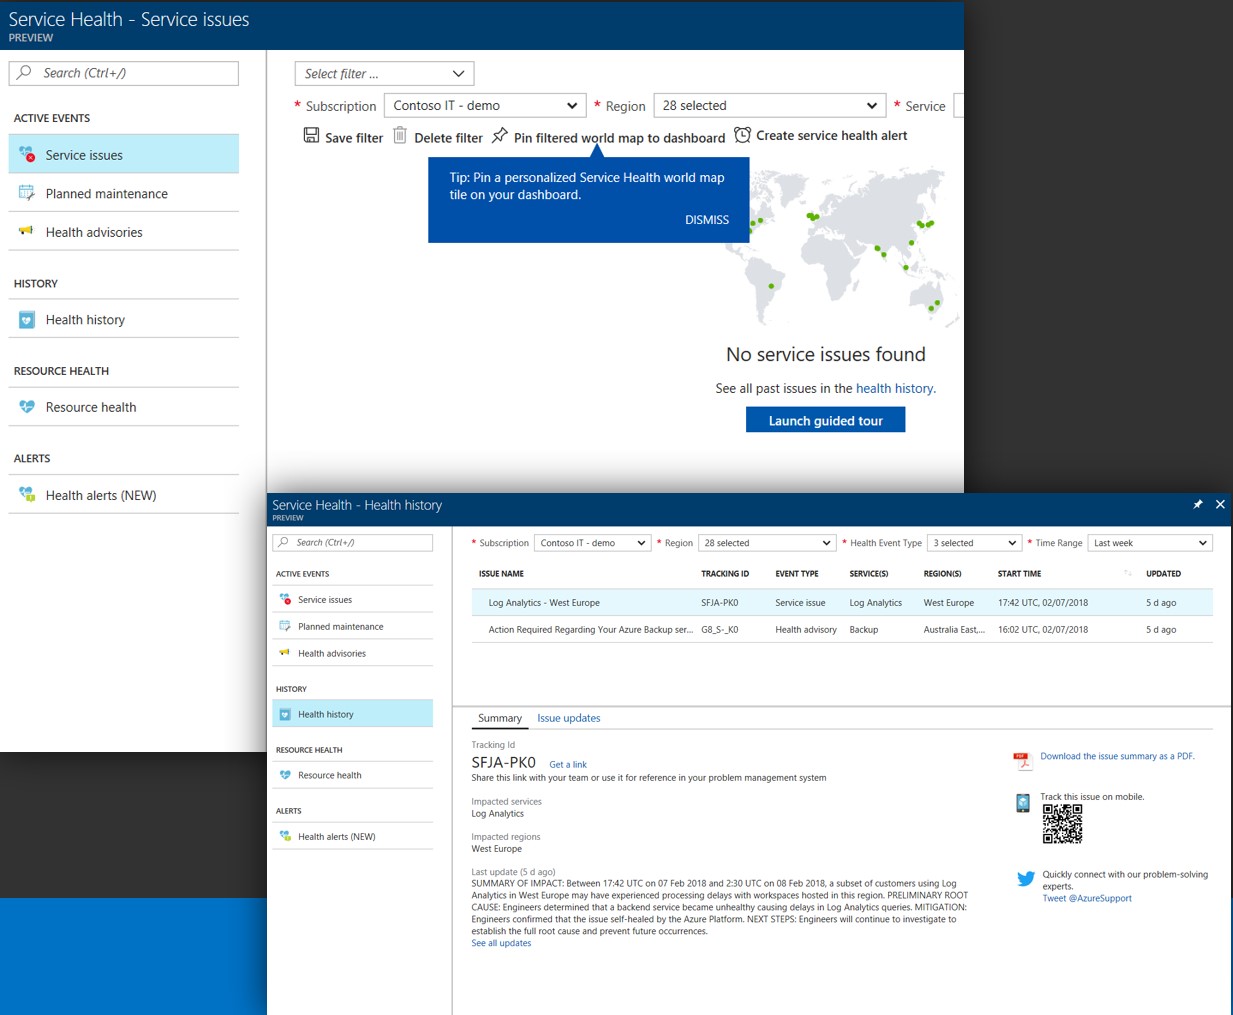 Service Health - Service issues
PREVIEW
Search (Ctrl+/)
ACTIVE EVENTS
Service issues
Planned maintenance
Health advisories
HISTORY
Health history
RESOURCE HEALTH
Resource health
ALERTS
Health alerts (NEW)
Select filter ...
* Subscription Contoso IT - demo * Region 28 selected * Service
Save filter Delete filter Pin filtered world map to dashboard Create service health alert
Tip: Pin a personalized Service Health world map
tile on your dashboard.
DISMISS
No service issues found
See all past issues in the health history.
Launch guided tour
Service Health - Health history
PREVIEW
Search (Ctrl+/)
ACTIVE EVENTS
Service issues
Planned maintenance
Health advisories
HISTORY
Health history
RESOURCE HEALTH
Resource health
ALERTS
Health alerts (NEW)
* Subscription Contoso IT - demo * Region 28 selected * Health Event Type 3 selected * Time Range Last week
ISSUE NAME TRACKING ID EVENT TYPE SERVICE(S) REGION(S) START TIME UPDATED
Log Analytics - West Europe SFJA-PK0 Service issue Log Analytics West Europe 17:42 UTC, 02/07/2018 5 d ago
Action Required Regarding Your Azure Backup ser... G8_S-_K0 Health advisory Backup Australia East,... 16:02 UTC, 02/07/2018 5 d ago
Summary Issue updates
Tracking Id
SFJA-PK0 Get a link
Share this link with your team or use it for reference in your problem management system
Impacted services
Log Analytics
Impacted regions
West Europe
Last update (5 d ago)
SUMMARY OF IMPACT: Between 17:42 UTC on 07 Feb 2018 and 2:30 UTC on 08 Feb 2018, a subset of customers using Log
Analytics in West Europe may have experienced processing delays with workspaces hosted in this region. PRELIMINARY ROOT
CAUSE: Engineers determined that a backend service became unhealthy causing delays in Log Analytics queries. MITIGATION:
Engineers confirmed that the issue self-healed by the Azure Platform. NEXT STEPS: Engineers will continue to investigate to
establish the full root cause and prevent future occurrences.
See all updates
PDF
Download the issue summary as a PDF.
Track this issue on mobile.
Quickly connect with our problem-solving
experts.
Tweet @AzureSupport